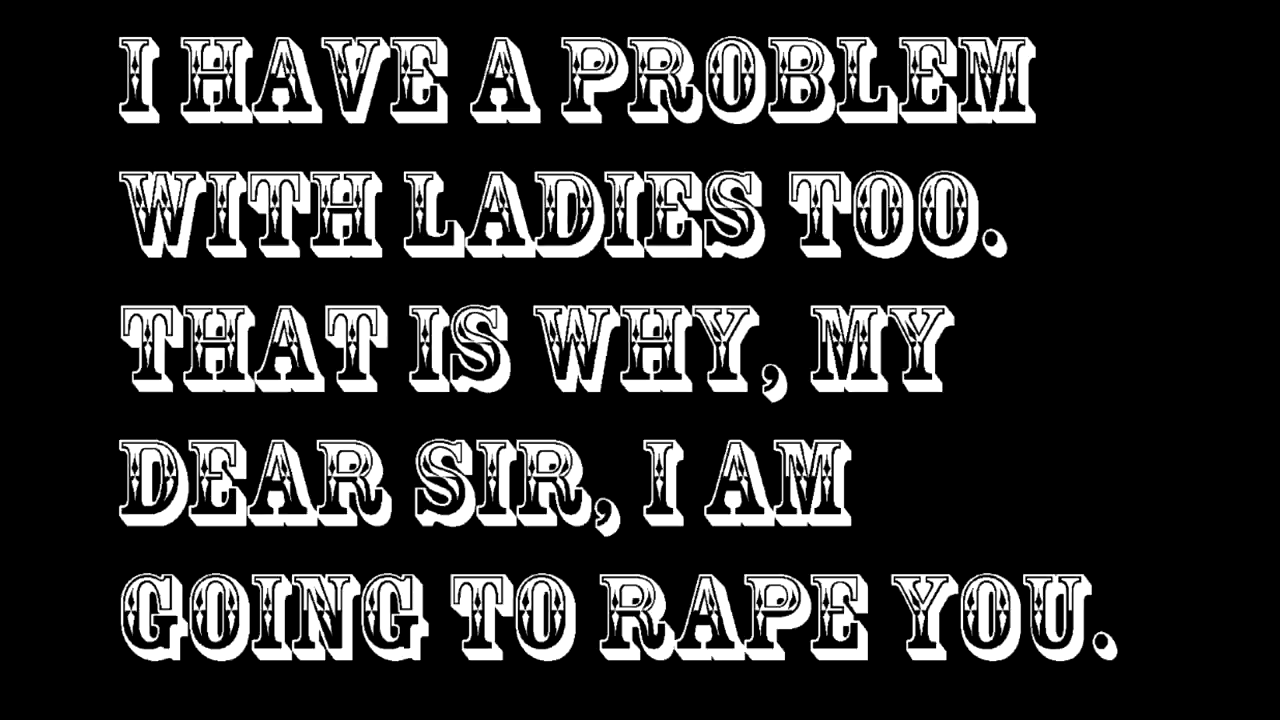 I HAVE A PROBLEM
WITH LADIES TOO.
THAT IS WHY, MY
DEAR SIR, I AM
GOING TO RAPE YOU.